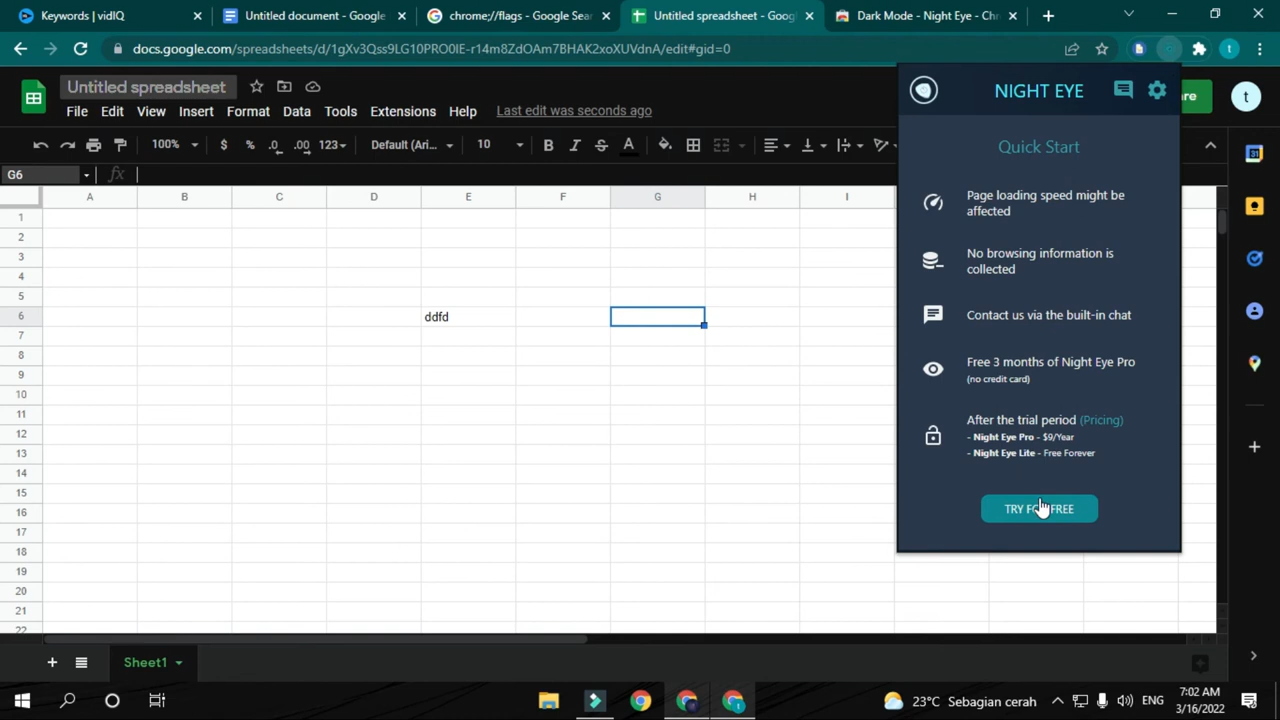 Keywords | vidIQ
Untitled document - Google
chrome;//flags - Google Sear
Untitled spreadsheet - Goog
Dark Mode - Night Eye - Chr
docs.google.com/spreadsheets/d/1gXv3Qss9LG10PRO0IE-r14m8ZdOAm7BHAK2xoXUVdnA/edit#gid=0
t
Untitled spreadsheet
File Edit View Insert Format Data Tools Extensions Help Last edit was seconds ago
t
100% $ % .0 .00 123 Default (Ari... 10 B I S A
G6 fx
A B C D E F G H I
1
2
3
4
5
6 ddfd
7
8
9
10
11
12
13
14
15
16
17
18
19
20
21
22
NIGHT EYE
Quick Start
Page loading speed might be
affected
No browsing information is
collected
Contact us via the built-in chat
Free 3 months of Night Eye Pro
(no credit card)
After the trial period (Pricing)
- Night Eye Pro - $9/Year
- Night Eye Lite - Free Forever
TRY FOR FREE
31
Sheet1
23°C Sebagian cerah
ENG
7:02 AM
3/16/2022